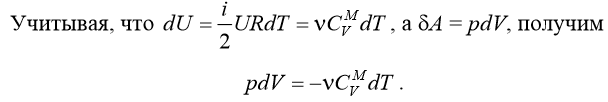 Учитывая, что dU = i/2 URdT = νC_V^M dT , а δA = pdV, получим
pdV = −νC_V^M dT .